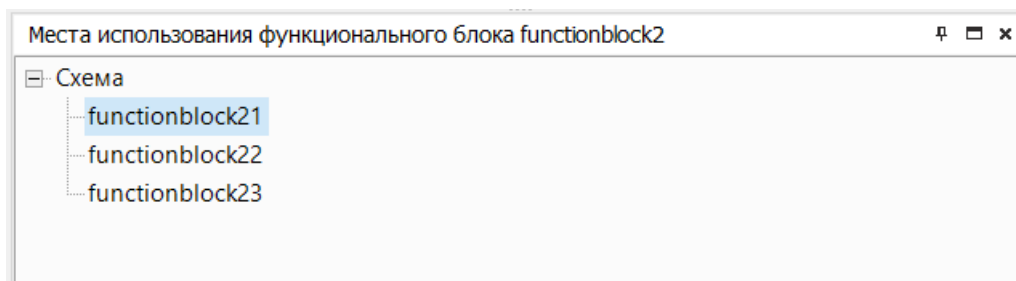 Места использования функционального блока functionblock2
Схема
functionblock21
functionblock22
functionblock23